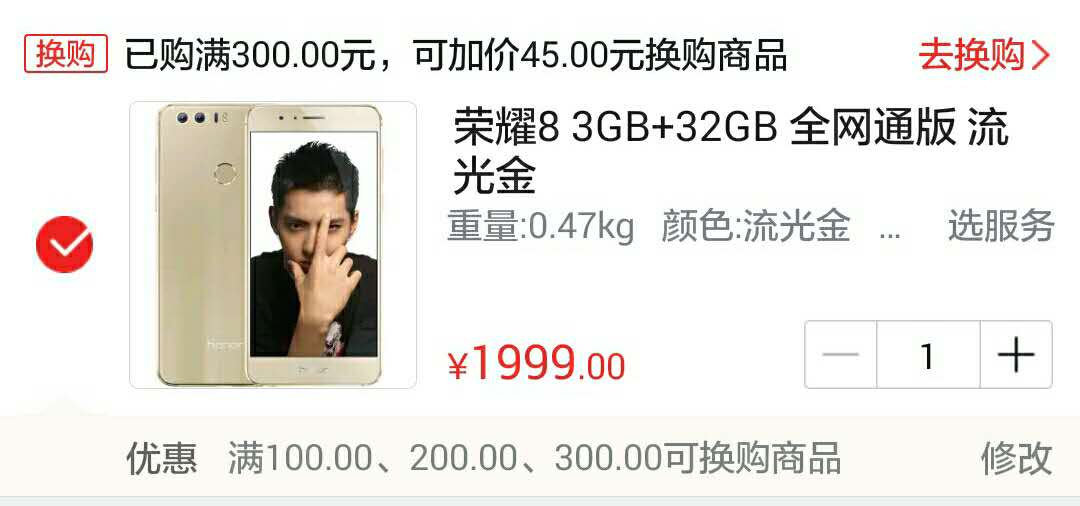 换购 已购满300.00元，可加价45.00元换购商品 去换购
荣耀8 3GB+32GB 全网通版 流
光金
重量:0.47kg 颜色:流光金 ... 选服务
honor
¥1999.00 1
优惠 满100.00、200.00、300.00可换购商品 修改